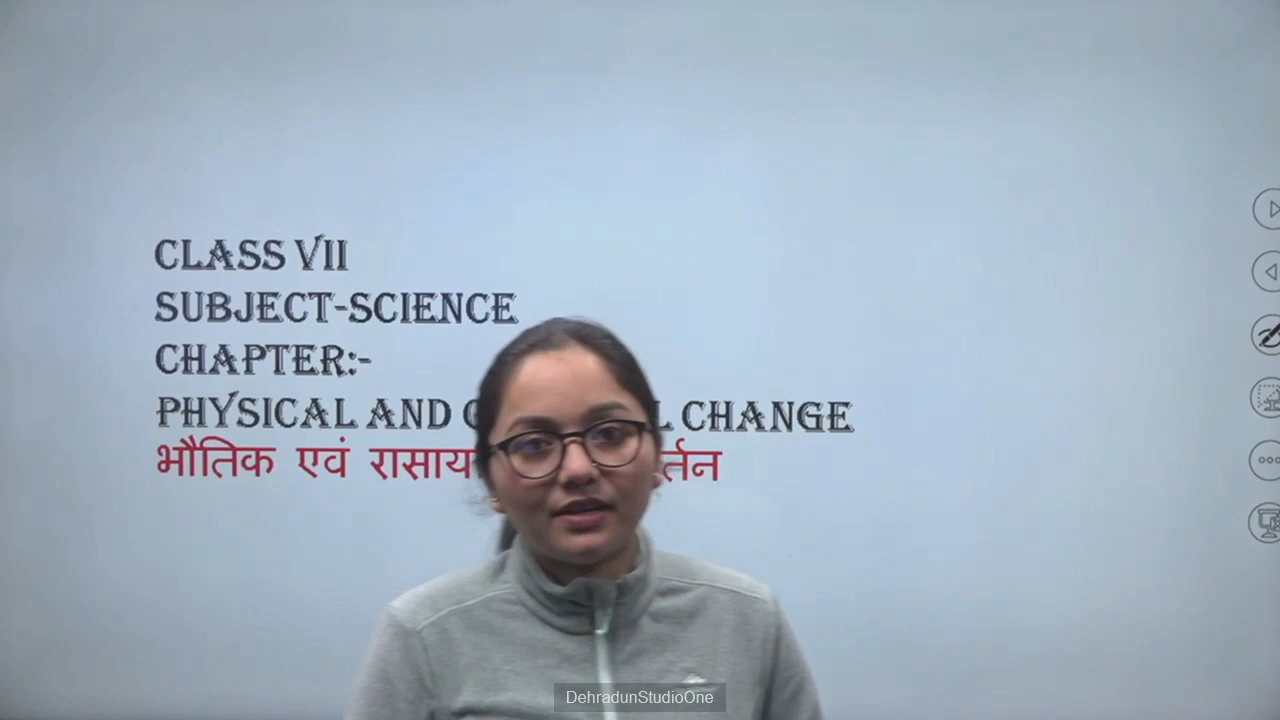 CLASS VII
SUBJECT-SCIENCE
CHAPTER:-
PHYSICAL AND CHANGE
भौतिक एवं
DehradunStudioOne